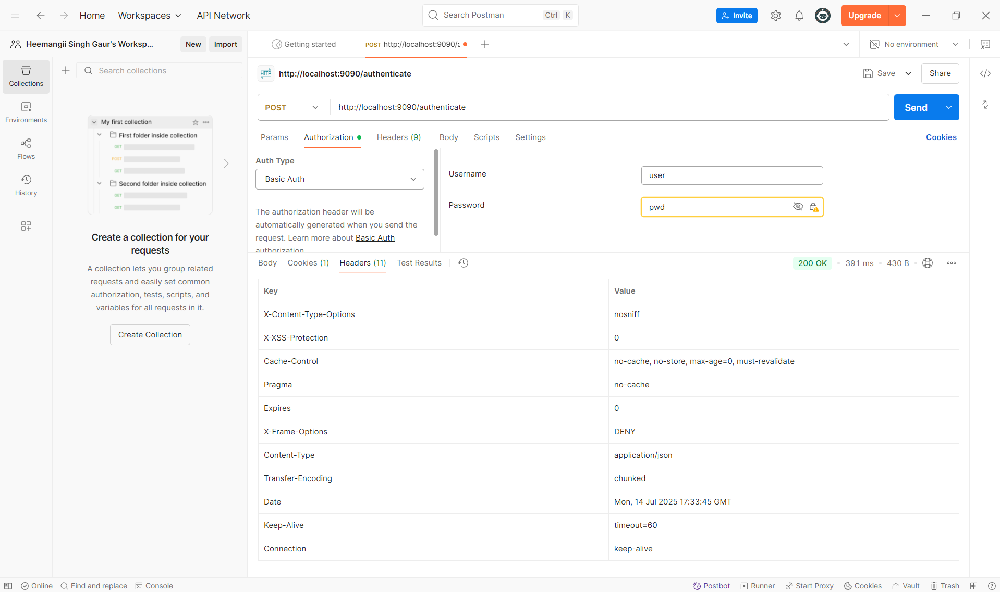 Home Workspaces API Network Search Postman Ctrl K Invite Upgrade
Heemangii Singh Gaur's Worksp... New Import
Getting started POST http://localhost:9090/a No environment
Collections
Environments
Flows
History
Search collections
My first collection
First folder inside collection
GET
POST
GET
Second folder inside collection
GET
GET
Create a collection for your
requests
A collection lets you group related
requests and easily set common
authorization, tests, scripts, and
variables for all requests in it.
Create Collection
HTTP http://localhost:9090/authenticate Save Share
POST http://localhost:9090/authenticate Send
Params Authorization Headers (9) Body Scripts Settings Cookies
Auth Type
Basic Auth
The authorization header will be
automatically generated when you send the
request. Learn more about Basic Auth
authorization
Username user
Password pwd
Body Cookies (1) Headers (11) Test Results 200 OK 391 ms 430 B
Key Value
X-Content-Type-Options nosniff
X-XSS-Protection 0
Cache-Control no-cache, no-store, max-age=0, must-revalidate
Pragma no-cache
Expires 0
X-Frame-Options DENY
Content-Type application/json
Transfer-Encoding chunked
Date Mon, 14 Jul 2025 17:33:45 GMT
Keep-Alive timeout=60
Connection keep-alive
Online Find and replace Console Postbot Runner Start Proxy Cookies Vault Trash